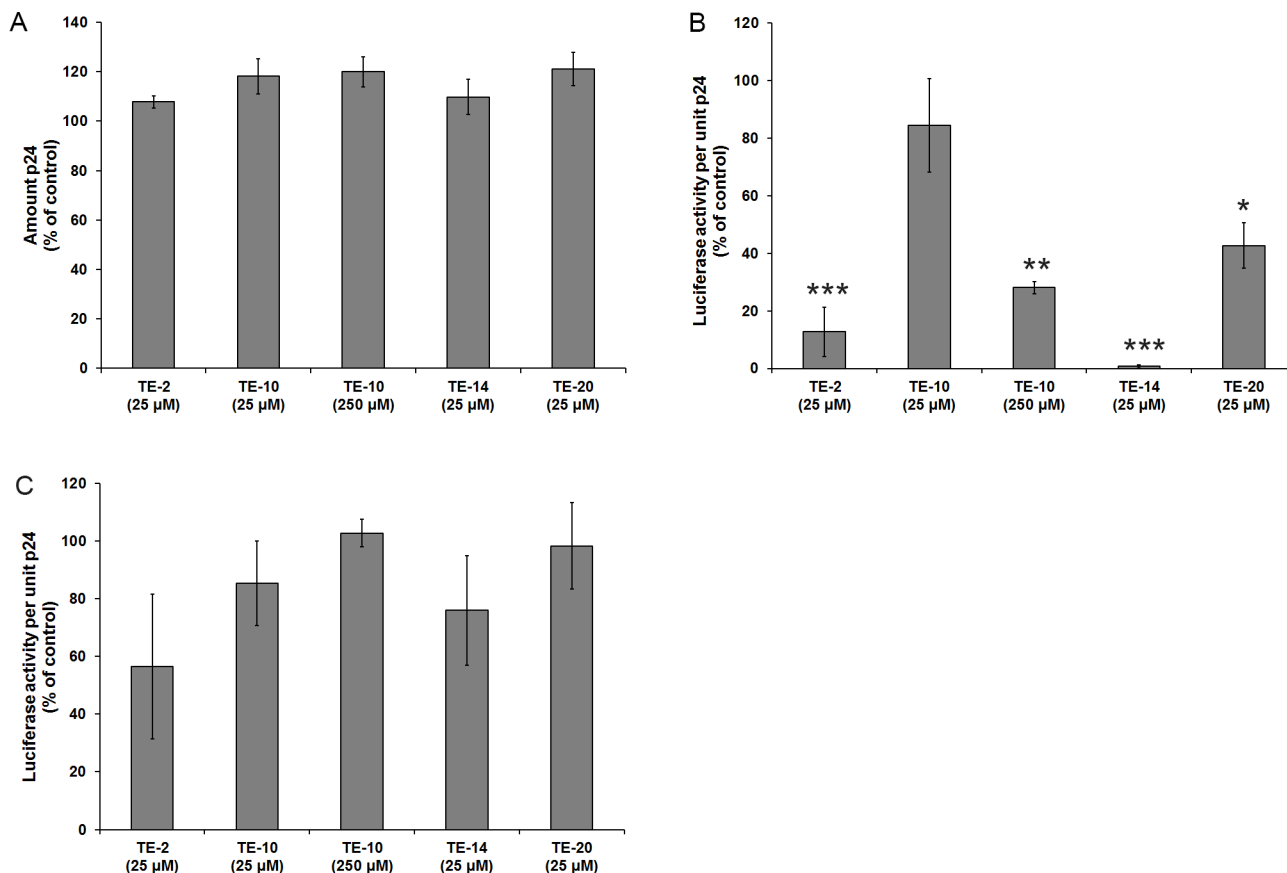 A
Amount p24
(% of control)
140
120
100
80
60
40
20
0
TE-2
(25 µM)
TE-10
(25 µM)
TE-10
(250 µM)
TE-14
(25 µM)
TE-20
(25 µM)
B
Luciferase activity per unit p24
(% of control)
120
100
80
60
40
20
0
***
**
***
*
TE-2
(25 µM)
TE-10
(25 µM)
TE-10
(250 µM)
TE-14
(25 µM)
TE-20
(25 µM)
C
Luciferase activity per unit p24
(% of control)
120
100
80
60
40
20
0
TE-2
(25 µM)
TE-10
(25 µM)
TE-10
(250 µM)
TE-14
(25 µM)
TE-20
(25 µM)